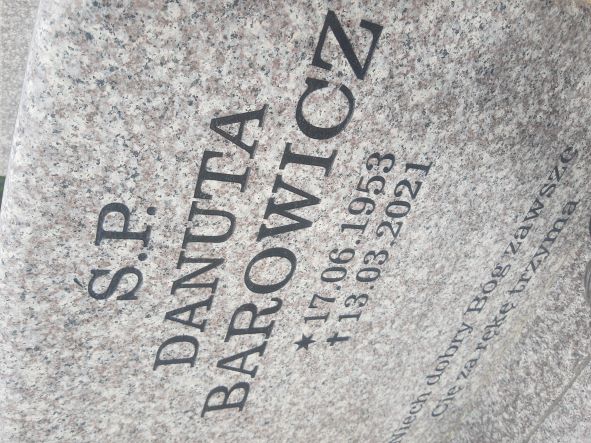 Ś.P.
DANUTA
BAROWICZ
★ 17.06.1953
✝ 13.03.2021
Niech dobry Bóg zawsze
Cię za rękę trzyma